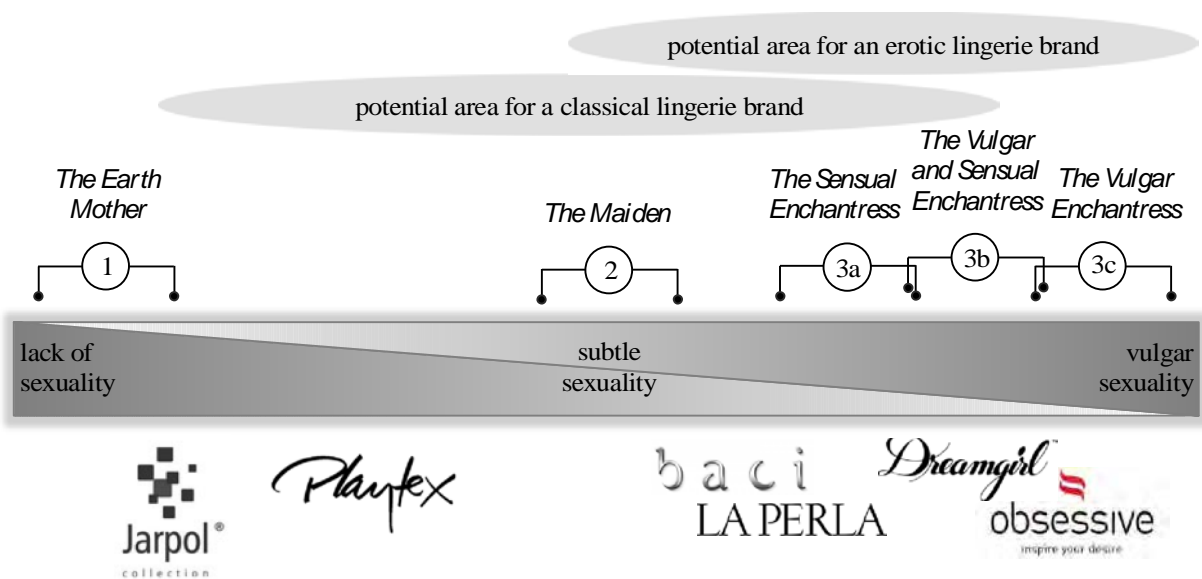 potential area for an erotic lingerie brand
potential area for a classical lingerie brand
The Earth
Mother
The Maiden
The Sensual
Enchantress
The Vulgar
and Sensual
Enchantress
The Vulgar
Enchantress
1
2
3a
3b
3c
lack of
sexuality
subtle
sexuality
vulgar
sexuality
Jarpol®
collection
Playtex
baci
LA PERLA
Dreamgirl™
obsessive
inspire your desire